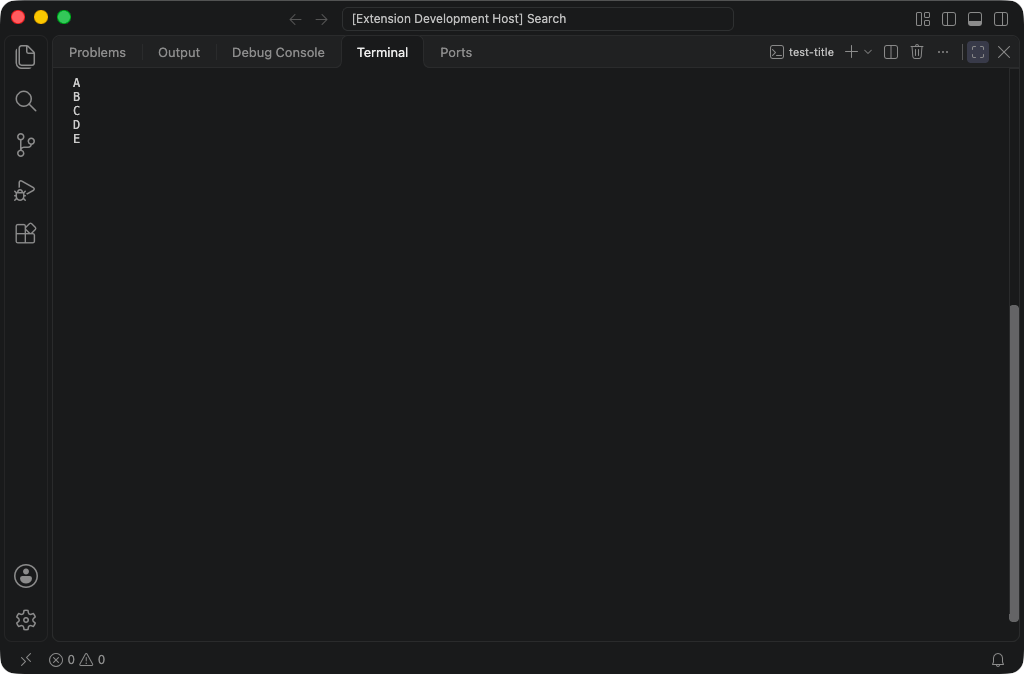 [Extension Development Host] Search
Problems Output Debug Console Terminal Ports test-title
A
B
C
D
E
0 0